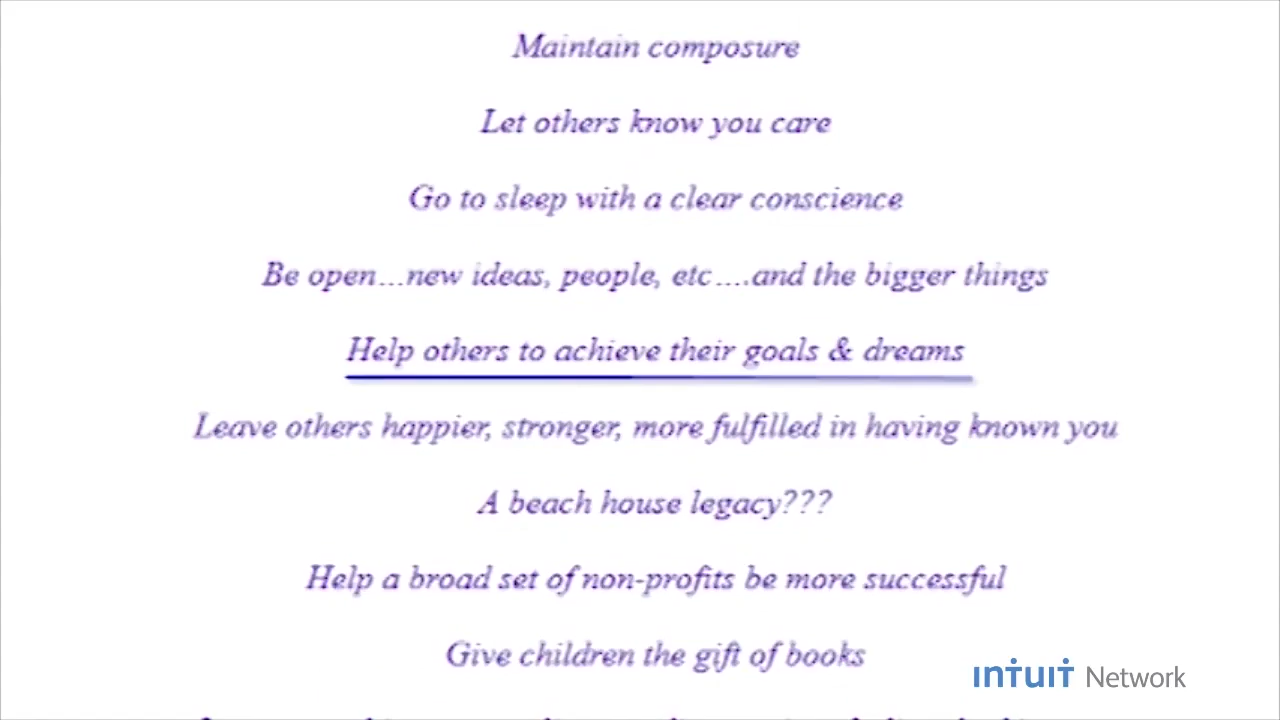 Maintain composure
Let others know you care
Go to sleep with a clear conscience
Be open...new ideas, people, etc....and the bigger things
Help others to achieve their goals & dreams
Leave others happier, stronger, more fulfilled in having known you
A beach house legacy???
Help a broad set of non-profits be more successful
Give children the gift of books
INTUIT Network